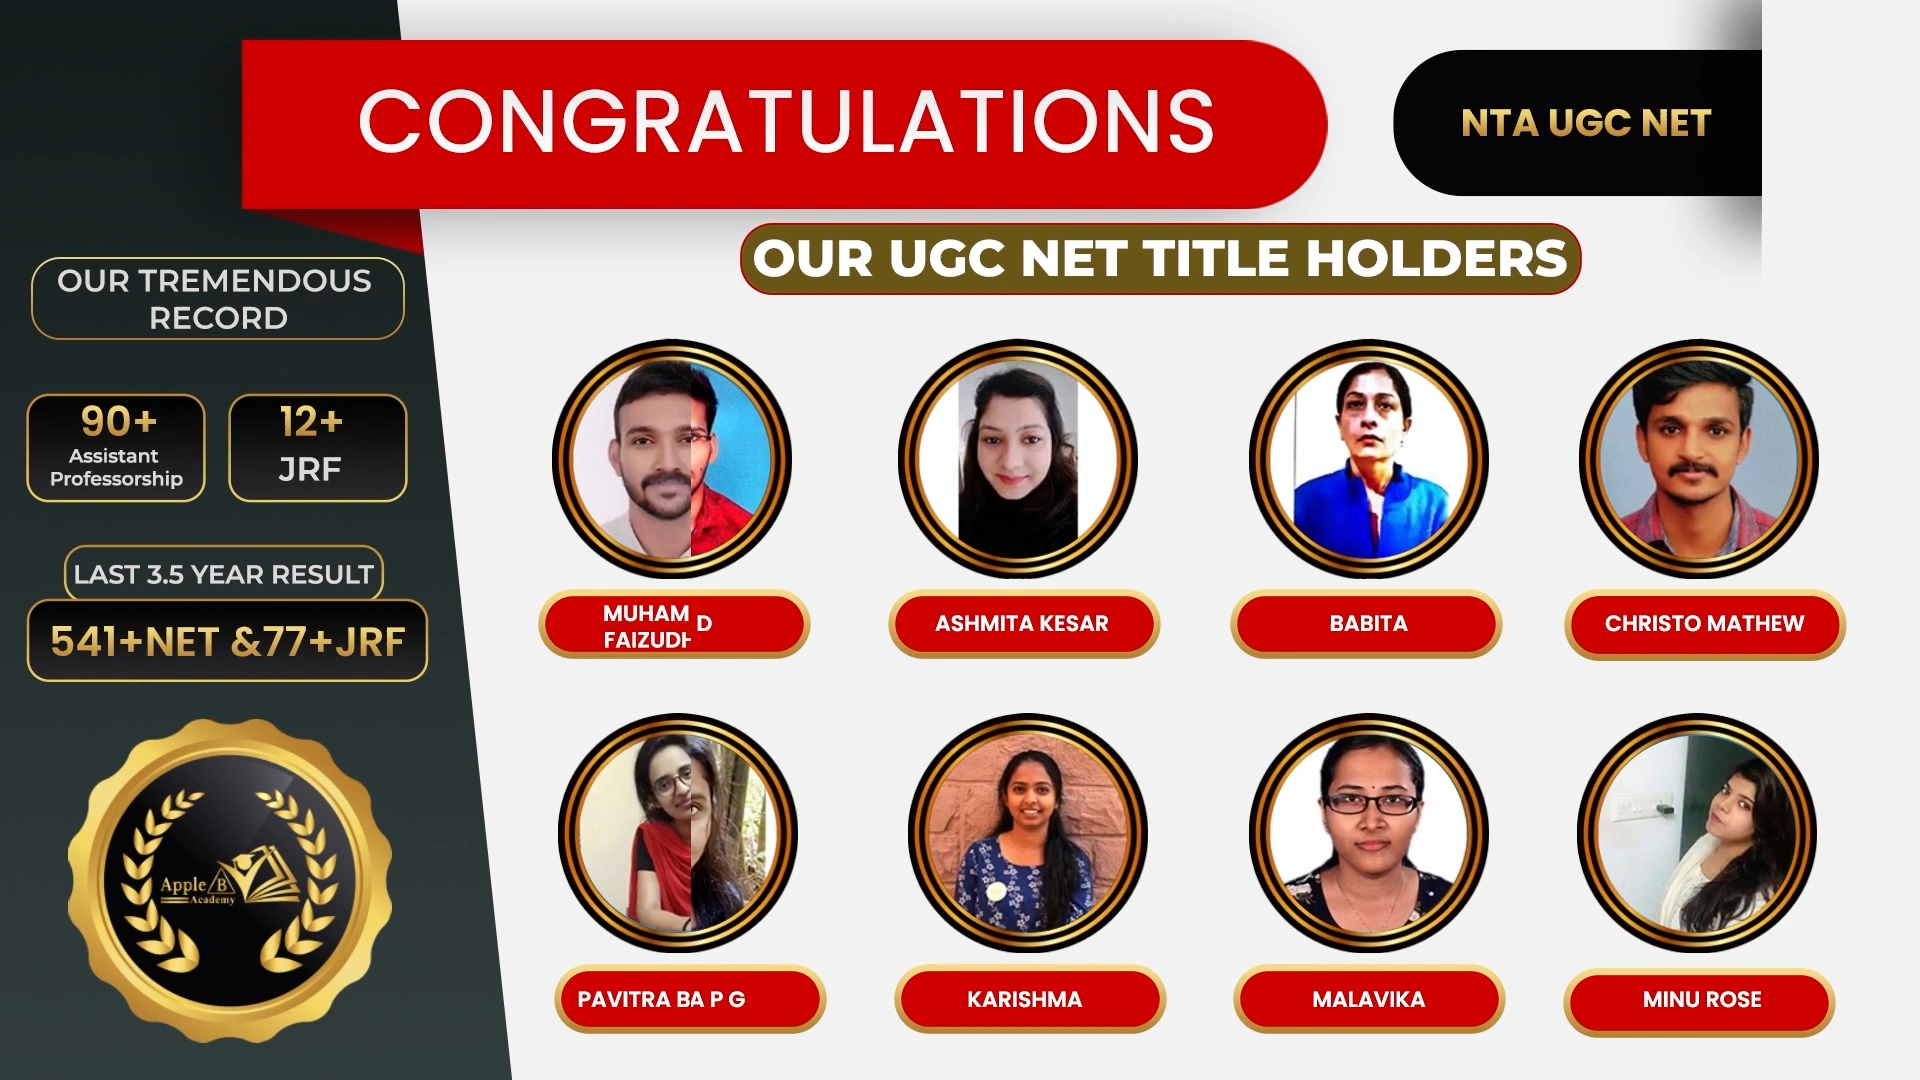 CONGRATULATIONS
NTA UGC NET
OUR UGC NET TITLE HOLDERS
OUR TREMENDOUS
RECORD
90+
Assistant
Professorship
12+
JRF
LAST 3.5 YEAR RESULT
541+NET &77+JRF
Apple B
Academy
MUHAM D
FAIZUDH
ASHMITA KESAR
BABITA
CHRISTO MATHEW
PAVITRA BA P G
KARISHMA
MALAVIKA
MINU ROSE